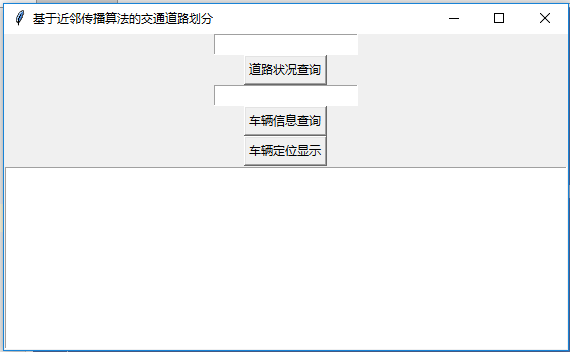 基于近邻传播算法的交通道路划分
道路状况查询
车辆信息查询
车辆定位显示